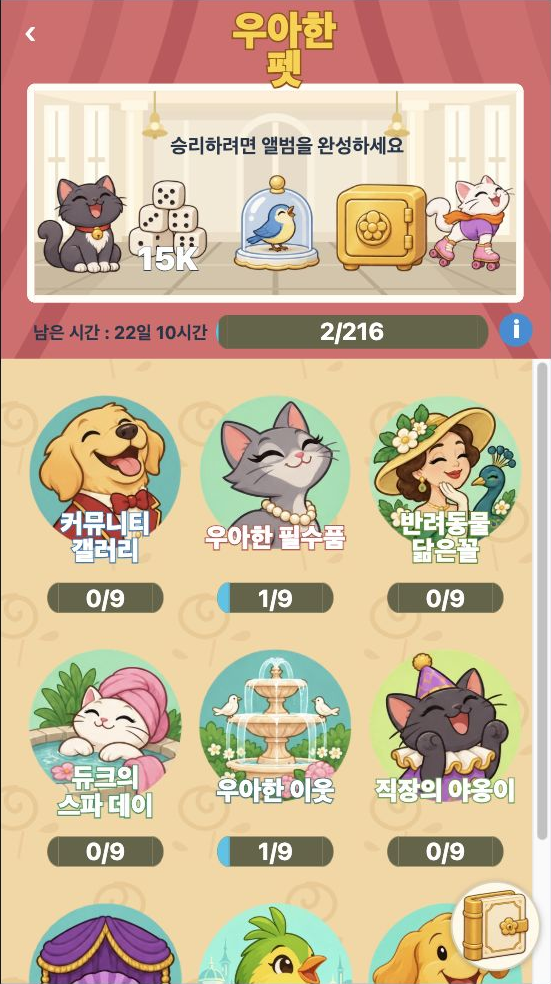 우아한
펫
승리하려면 앨범을 완성하세요
15K
남은 시간 : 22일 10시간
2/216
i
커뮤니티
갤러리
우아한 필수품
반려동물
닮은꼴
0/9
1/9
0/9
듀크의
스파 데이
우아한 이웃
직장의 야옹이
0/9
1/9
0/9